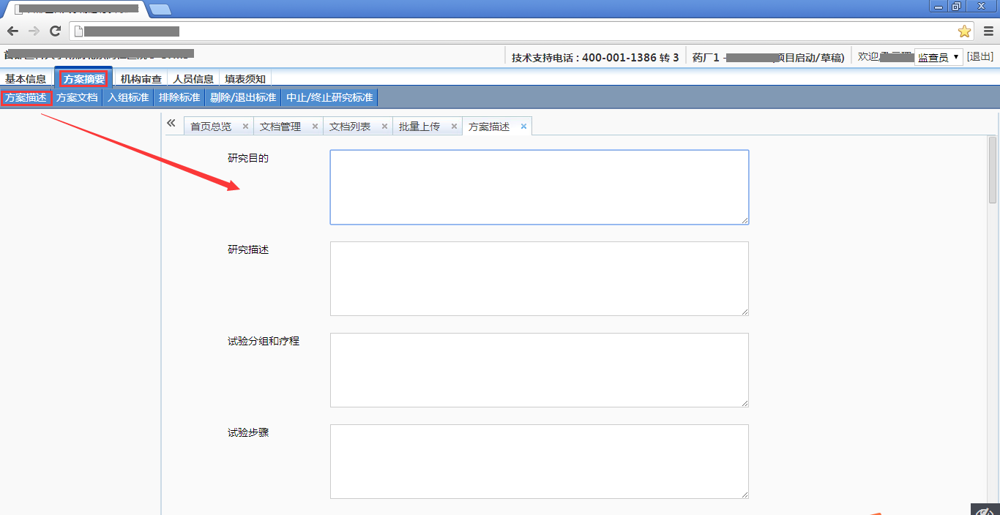 技术支持电话 : 400-001-1386 转 3
药厂1 -
项目启动/草稿)
欢迎
监查员
[退出]
基本信息 方案摘要 机构审查 人员信息 填表须知
方案描述 方案文档 入组标准 排除标准 剔除/退出标准 中止/终止研究标准
首页总览 文档管理 文档列表 批量上传 方案描述
研究目的
研究描述
试验分组和疗程
试验步骤